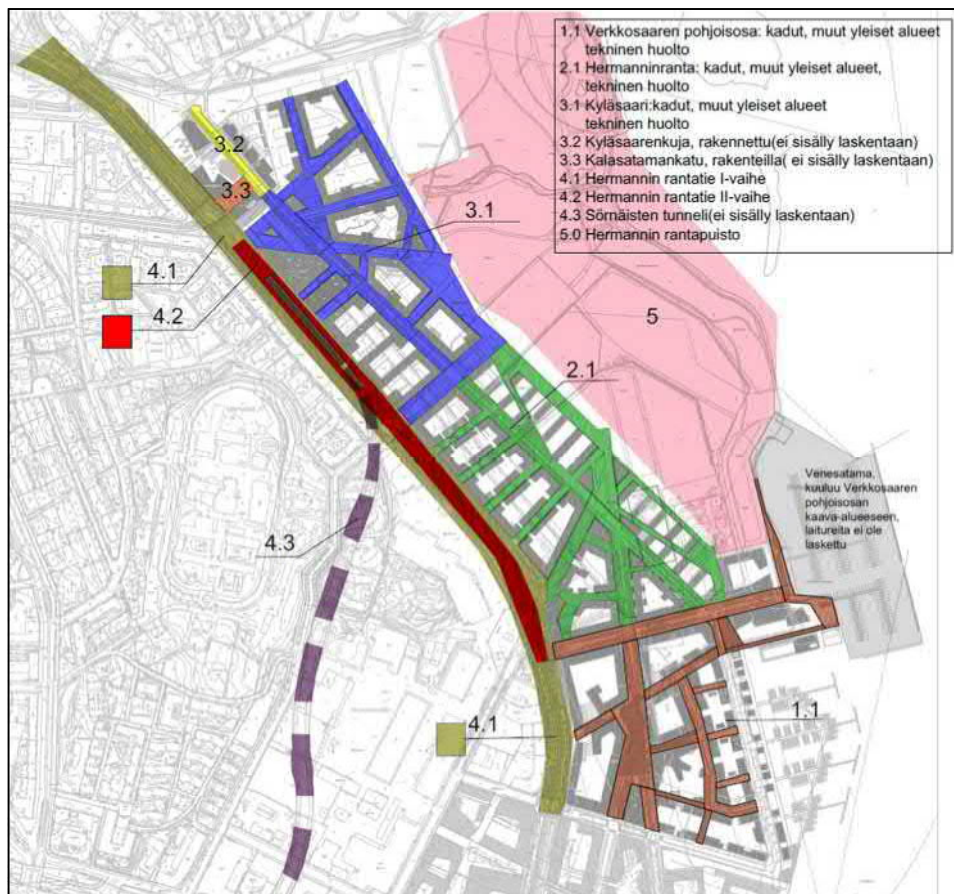 1.1 Verkkosaaren pohjoisosa: kadut, muut yleiset alueet
tekninen huolto
2.1 Hermanninranta: kadut, muut yleiset alueet,
tekninen huolto
3.1 Kyläsaari:kadut, muut yleiset alueet
tekninen huolto
3.2 Kyläsaarenkuja, rakennettu(ei sisälly laskentaan)
3.3 Kalasatamankatu, rakenteilla( ei sisälly laskentaan)
4.1 Hermannin rantatie I-vaihe
4.2 Hermannin rantatie II-vaihe
4.3 Sörnäisten tunneli(ei sisälly laskentaan)
5.0 Hermannin rantapuisto
3.2
3.3
3.1
4.1
4.2
5
2.1
Venesatama,
kuuluu Verkkosaaren
pohjoisosan
kaava-alueeseen,
laitureita ei ole
laskettu
4.3
1.1
4.1